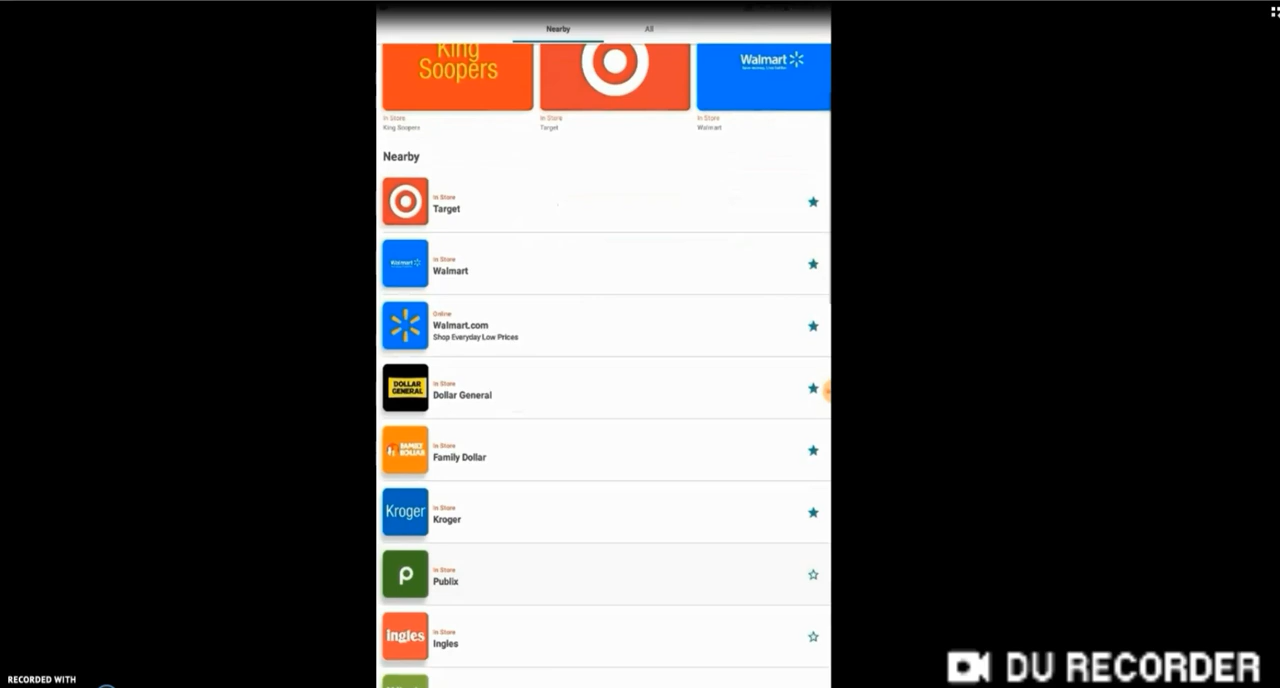 Nearby
All
King
Soopers
Walmart
In Store
King Soopers
In Store
Target
In Store
Walmart
Nearby
In Store
Target
Walmart
In Store
Walmart
Online
Walmart.com
Shop Everyday Low Prices
DOLLAR
GENERAL
In Store
Dollar General
FAMILY
DOLLAR
In Store
Family Dollar
Kroger
In Store
Kroger
P
In Store
Publix
Ingles
In Store
Ingles
RECORDED WITH
DU RECORDER